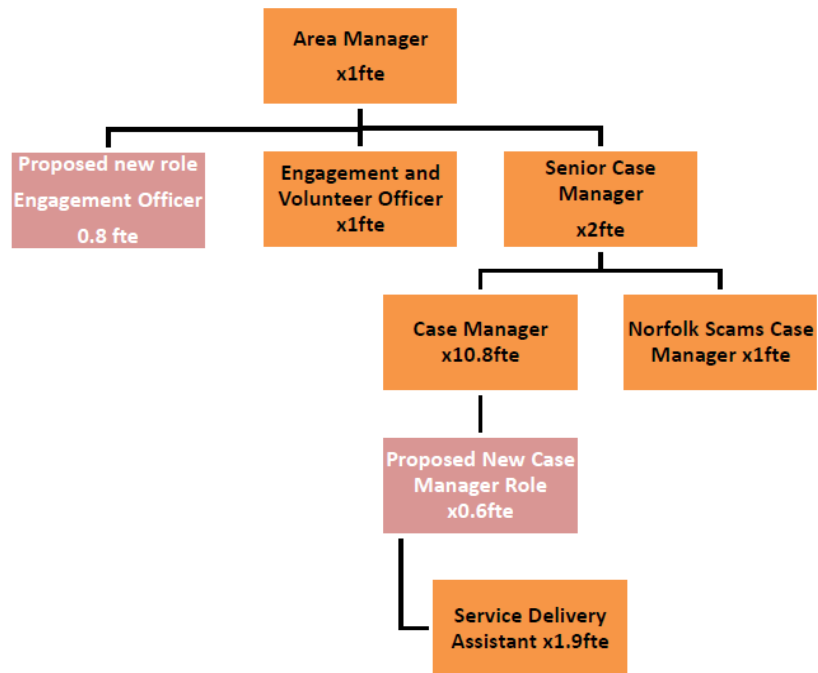 Area Manager
x1fte
Proposed new role
Engagement Officer
0.8 fte
Engagement and
Volunteer Officer
x1fte
Senior Case
Manager
x2fte
Case Manager
x10.8fte
Norfolk Scams Case
Manager x1fte
Proposed New Case
Manager Role
x0.6fte
Service Delivery
Assistant x1.9fte